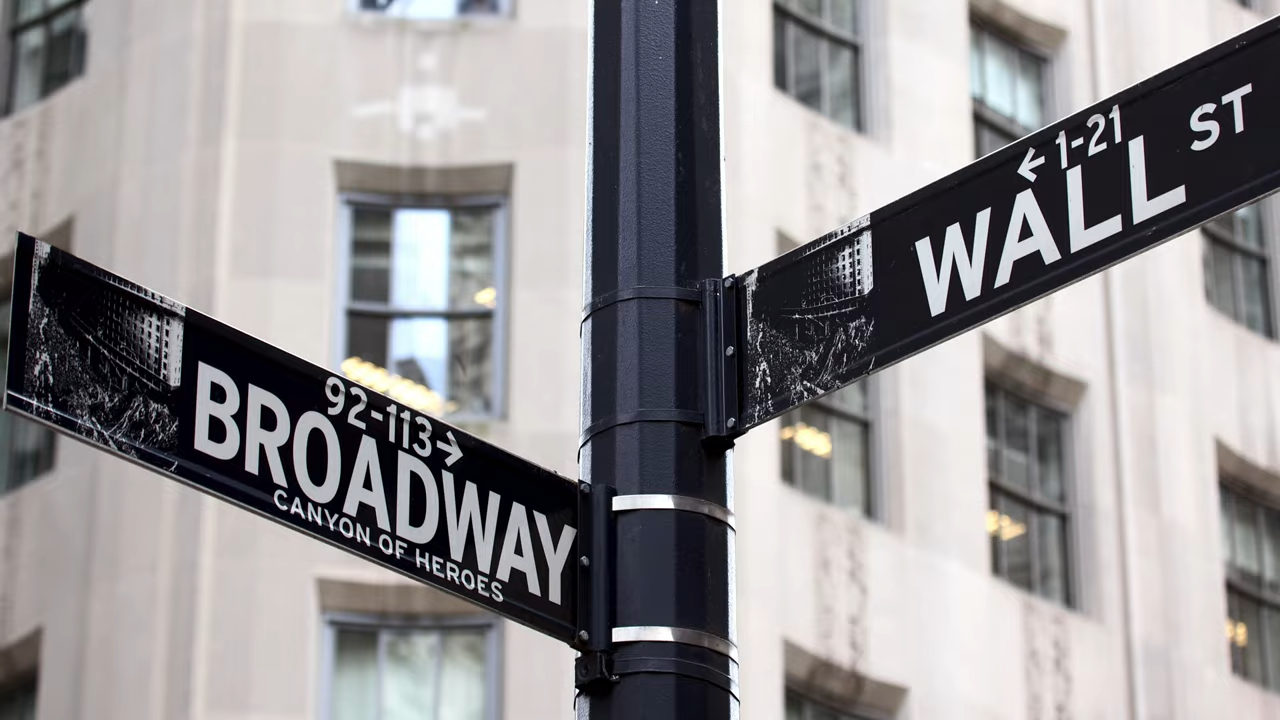 92-113→
BROADWAY
CANYON OF HEROES
←1-21
WALL ST